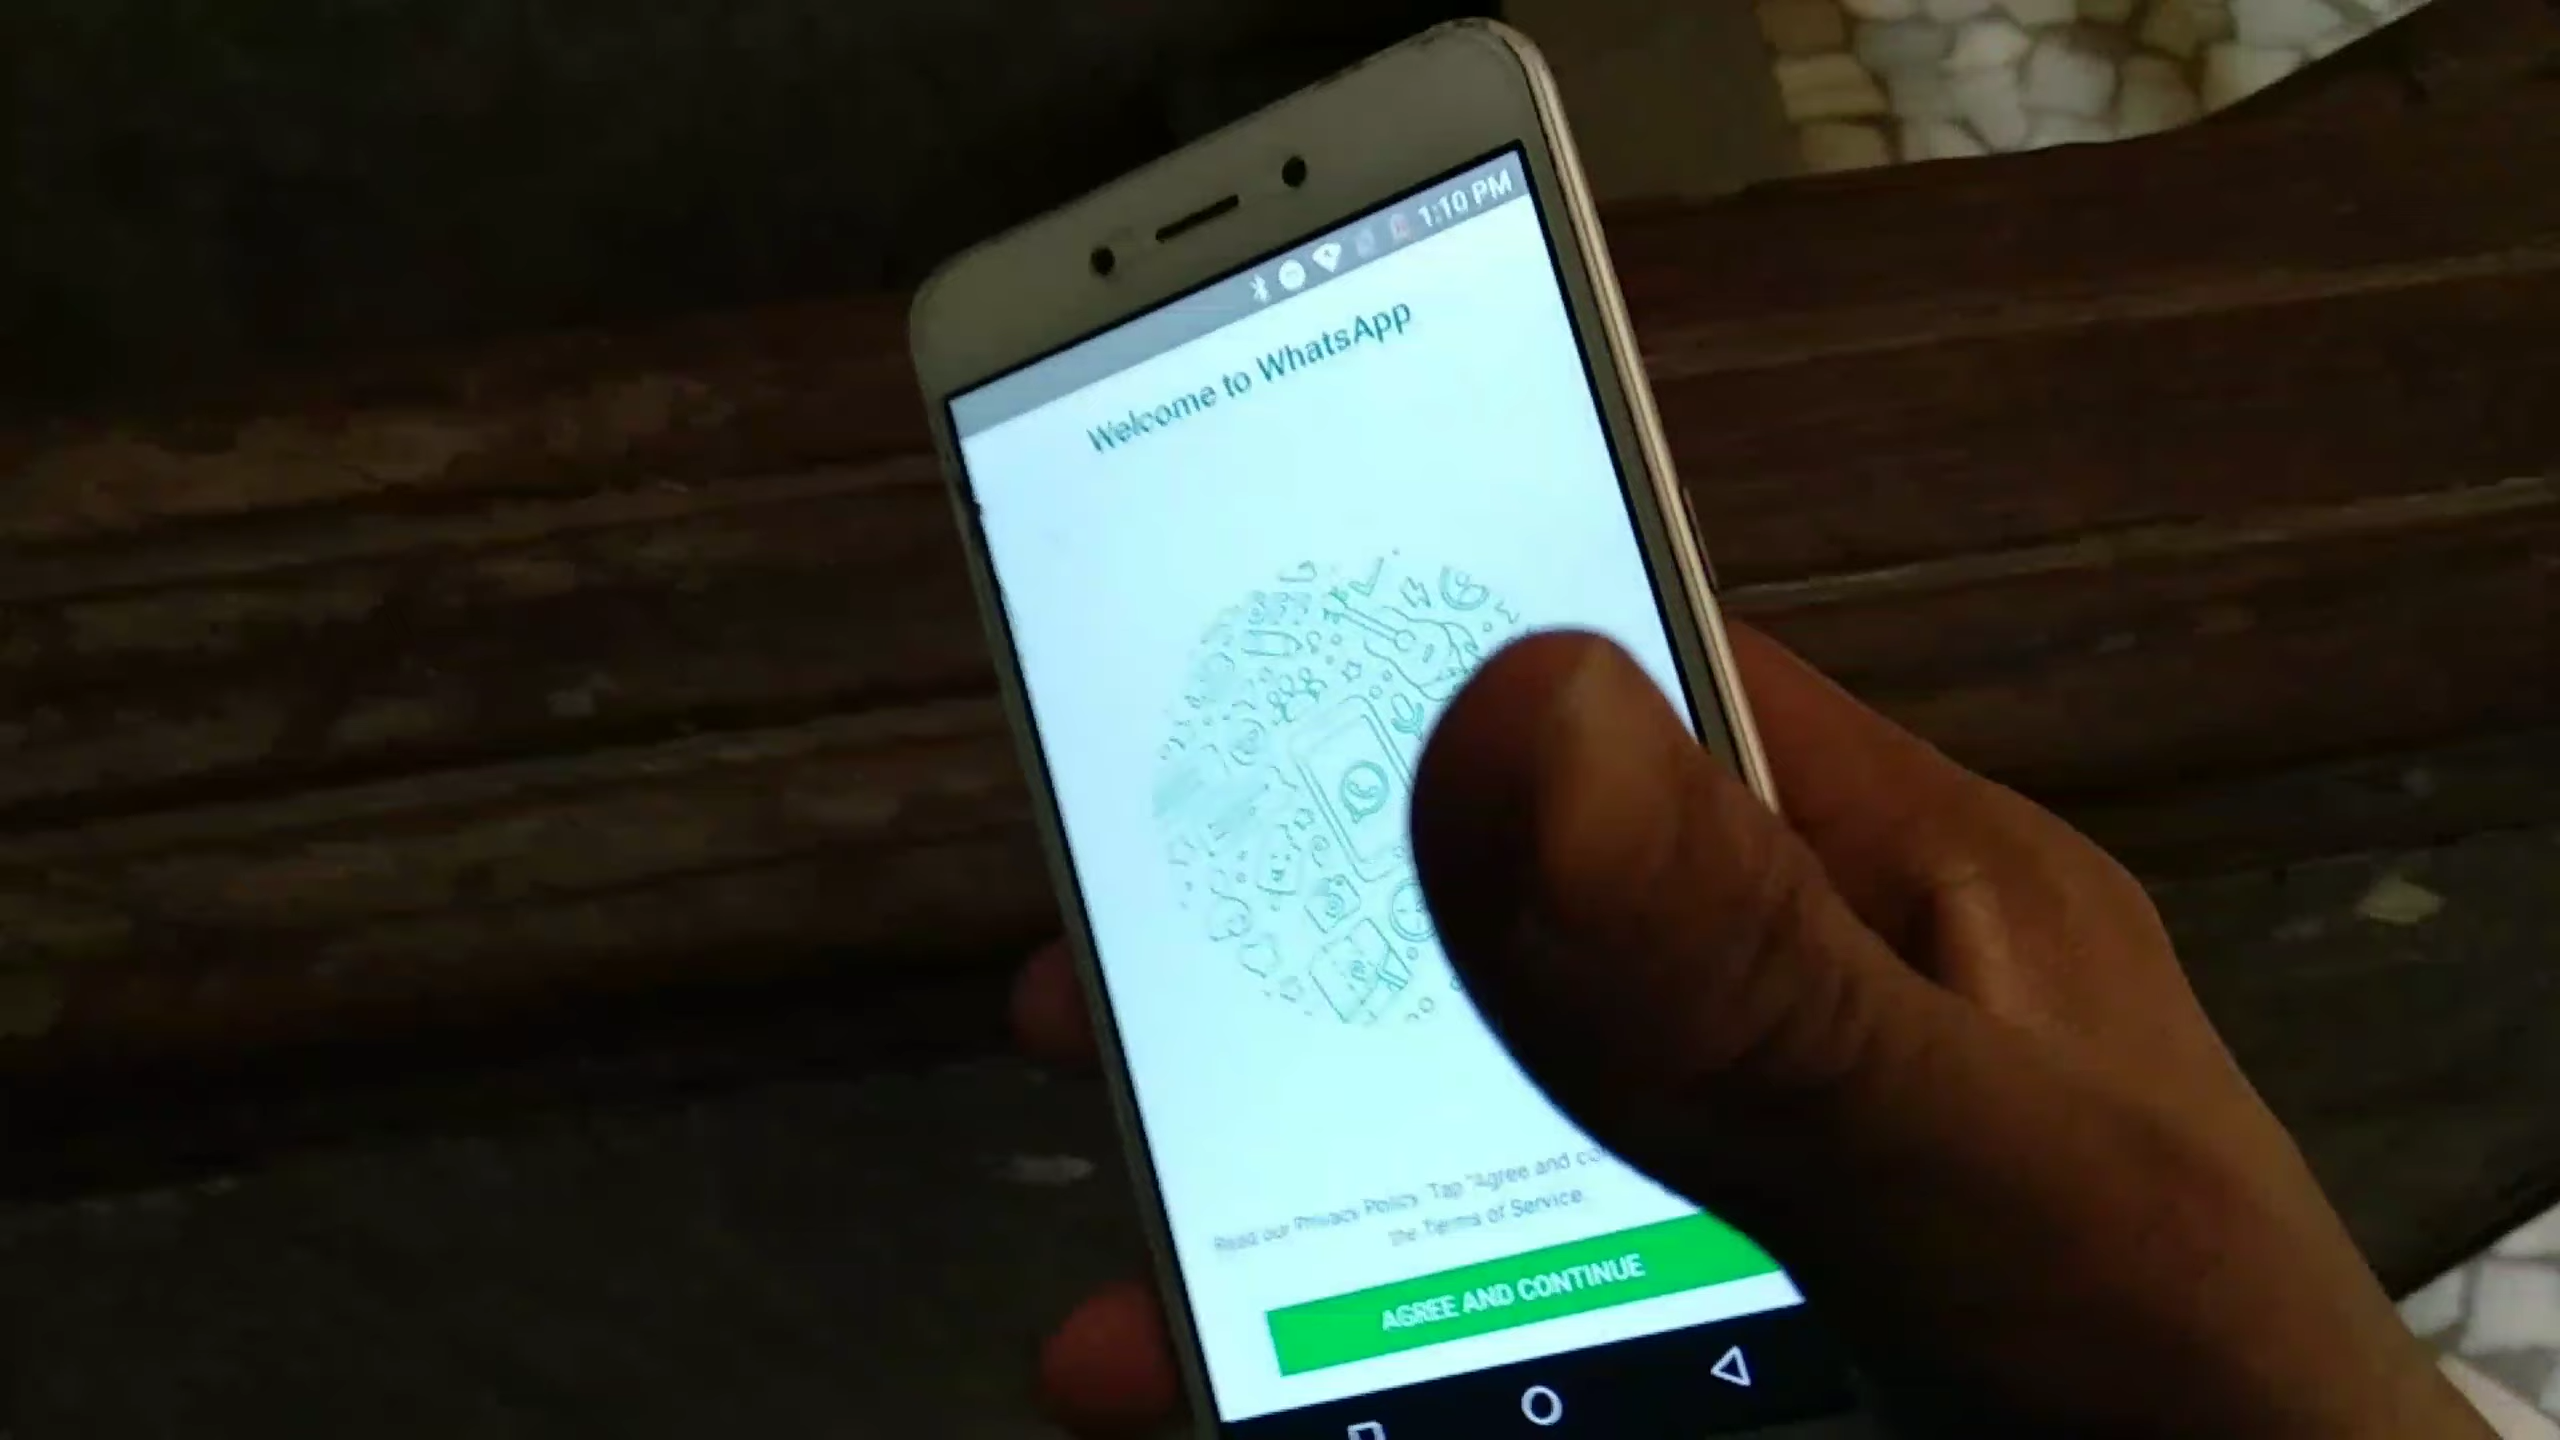 1:10 PM
Welcome to WhatsApp
Read our Privacy Policy. Tap "Agree and
the Terms of Service.
AGREE AND CONTINUE